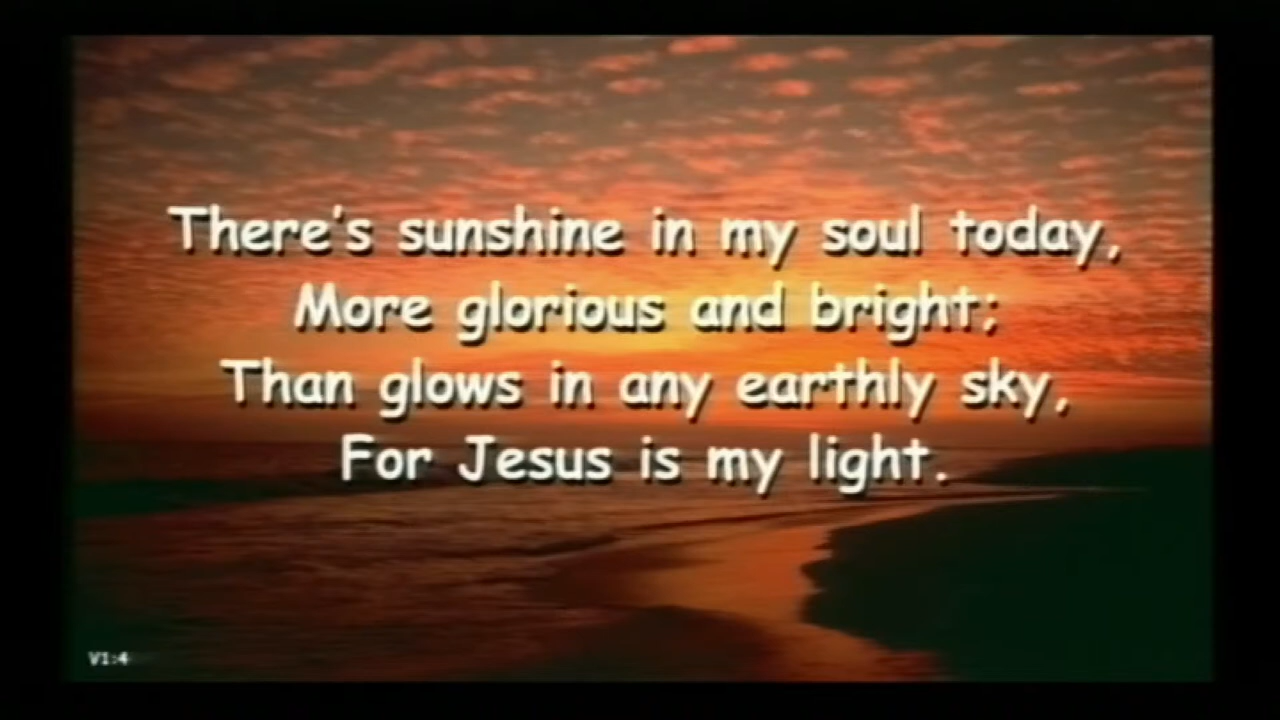 There's sunshine in my soul today,
More glorious and bright;
Than glows in any earthly sky,
For Jesus is my light.
V1:4